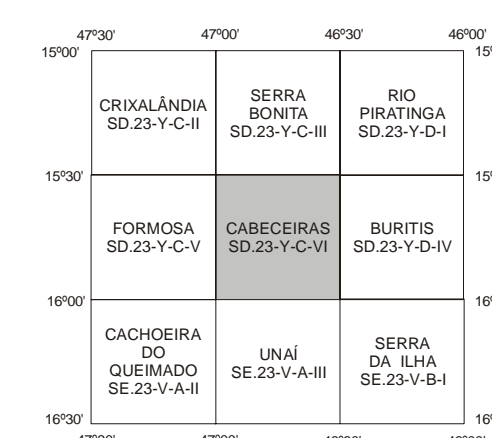 47º30' 47º00' 46º30' 46º00'
15º00' 15º
CRIXALÂNDIA
SD.23-Y-C-II
SERRA
BONITA
SD.23-Y-C-III
RIO
PIRATINGA
SD.23-Y-D-I
15º30' 15º
FORMOSA
SD.23-Y-C-V
CABECEIRAS
SD.23-Y-C-VI
BURITIS
SD.23-Y-D-IV
16º00' 16º
CACHOEIRA
DO
QUEIMADO
SE.23-V-A-II
UNAÍ
SE.23-V-A-III
SERRA
DA ILHA
SE.23-V-B-I
16º30' 16º